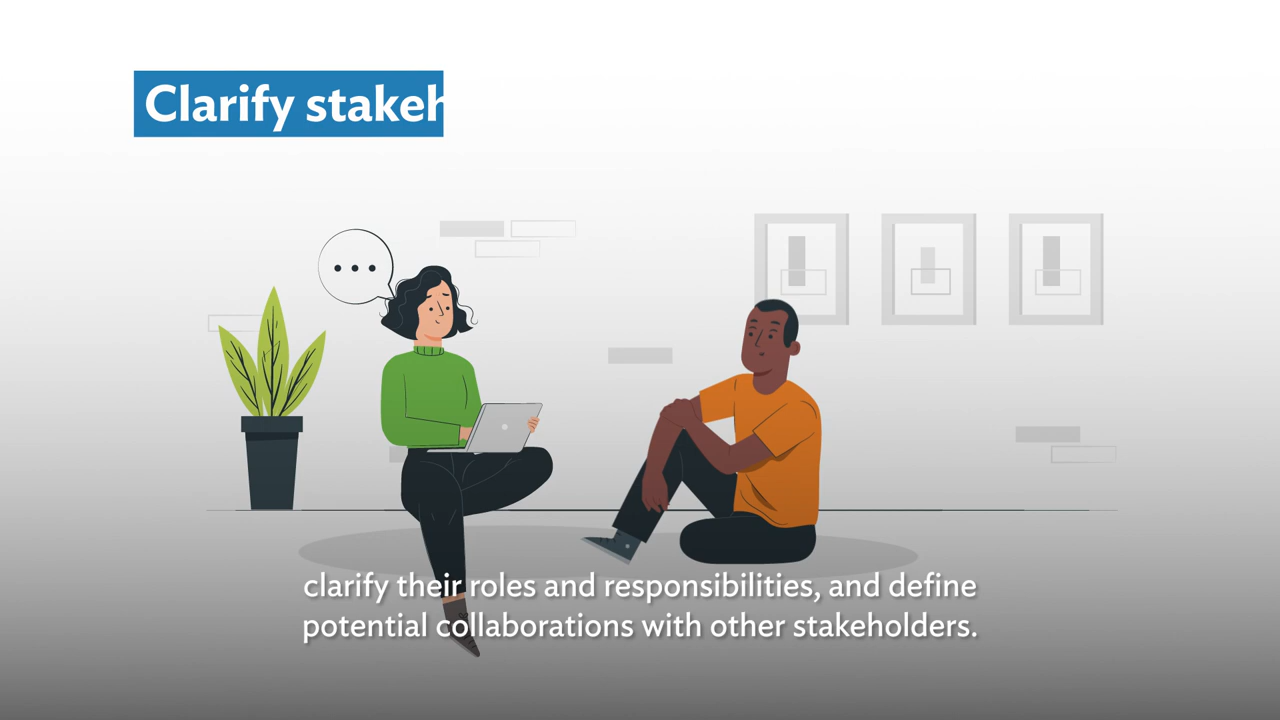 Clarify stakeh
clarify their roles and responsibilities, and define
potential collaborations with other stakeholders.